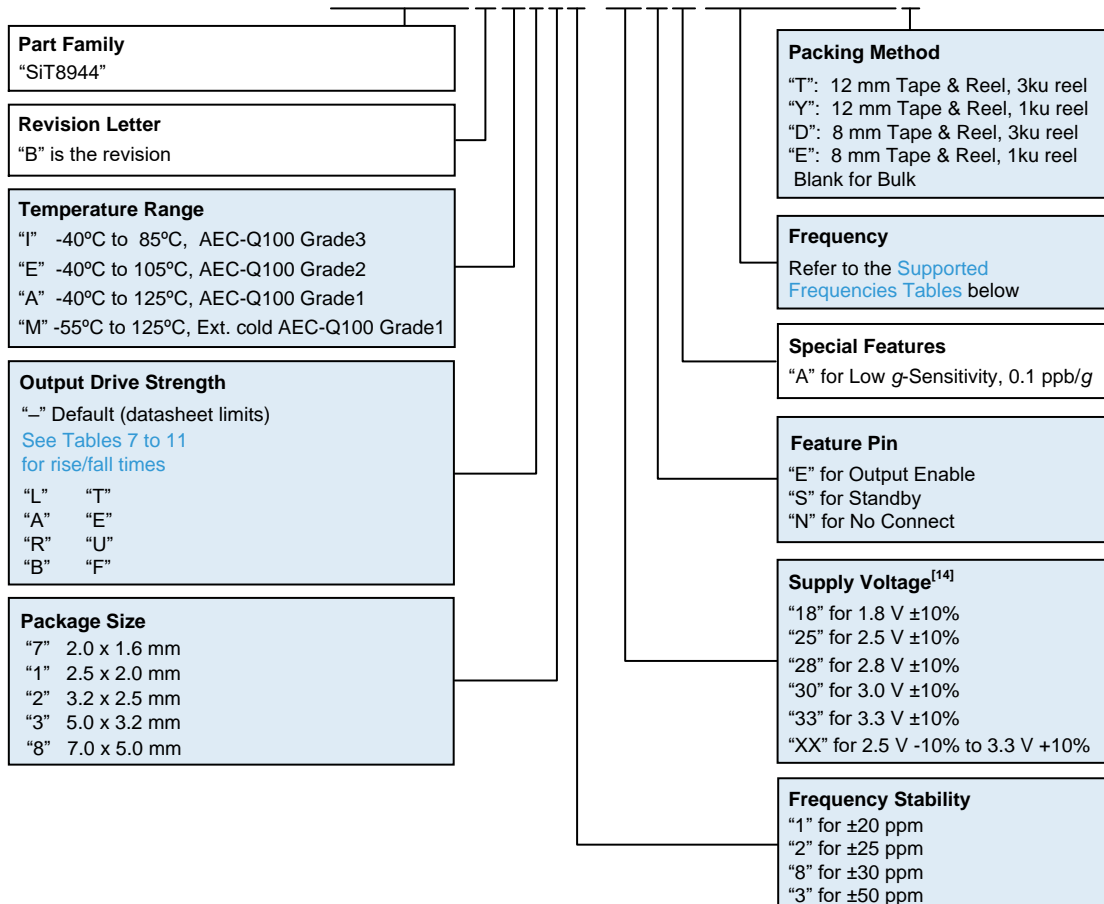 Part Family
“SiT8944”
Revision Letter
“B” is the revision
Temperature Range
“I” -40ºC to 85ºC, AEC-Q100 Grade3
“E” -40ºC to 105ºC, AEC-Q100 Grade2
“A” -40ºC to 125ºC, AEC-Q100 Grade1
“M” -55ºC to 125ºC, Ext. cold AEC-Q100 Grade1
Output Drive Strength
“–” Default (datasheet limits)
See Tables 7 to 11
for rise/fall times
“L” “T”
“A” “E”
“R” “U”
“B” “F”
Package Size
“7” 2.0 x 1.6 mm
“1” 2.5 x 2.0 mm
“2” 3.2 x 2.5 mm
“3” 5.0 x 3.2 mm
“8” 7.0 x 5.0 mm
Packing Method
“T”: 12 mm Tape & Reel, 3ku reel
“Y”: 12 mm Tape & Reel, 1ku reel
“D”: 8 mm Tape & Reel, 3ku reel
“E”: 8 mm Tape & Reel, 1ku reel
Blank for Bulk
Frequency
Refer to the Supported
Frequencies Tables below
Special Features
“A” for Low g-Sensitivity, 0.1 ppb/g
Feature Pin
“E” for Output Enable
“S” for Standby
“N” for No Connect
Supply Voltage[14]
“18” for 1.8 V ±10%
“25” for 2.5 V ±10%
“28” for 2.8 V ±10%
“30” for 3.0 V ±10%
“33” for 3.3 V ±10%
“XX” for 2.5 V -10% to 3.3 V +10%
Frequency Stability
“1” for ±20 ppm
“2” for ±25 ppm
“8” for ±30 ppm
“3” for ±50 ppm